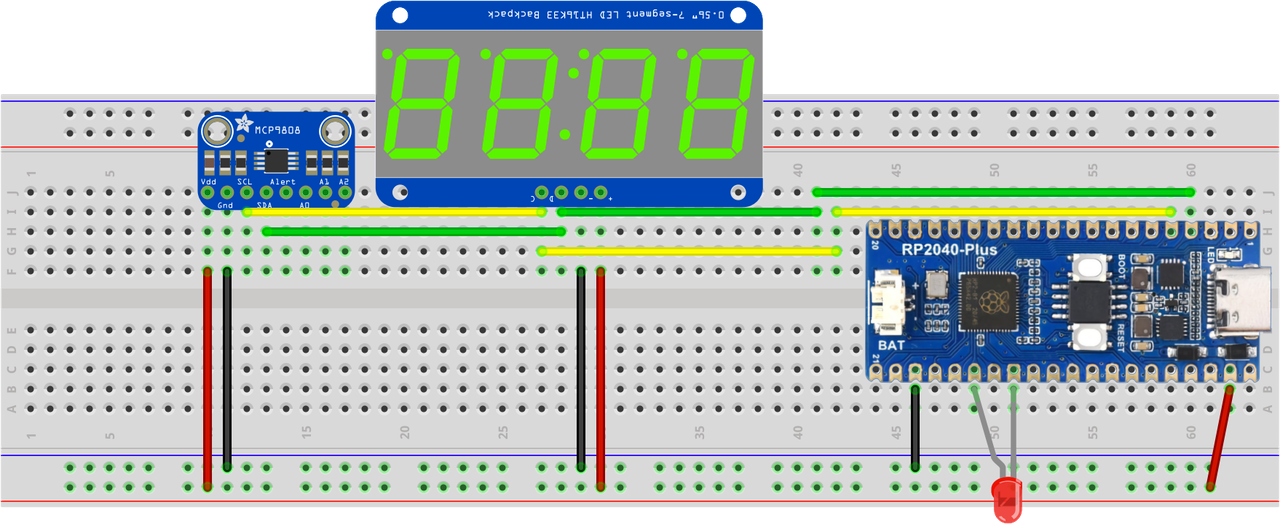 0.56" 7-segment LED HT16K33 Backpack
MCP9808
Vdd SCL Alert A1 A2
Gnd SDA A0
C D - +
1 5 40 45 50 55 60
J J
I I
H H
G G
F F
20 1
RP2040-Plus
BOOT
LED
+
BAT
RESET
21
E E
D D
C C
B B
A A
1 5 15 20 25 35 40 45 50 55 60